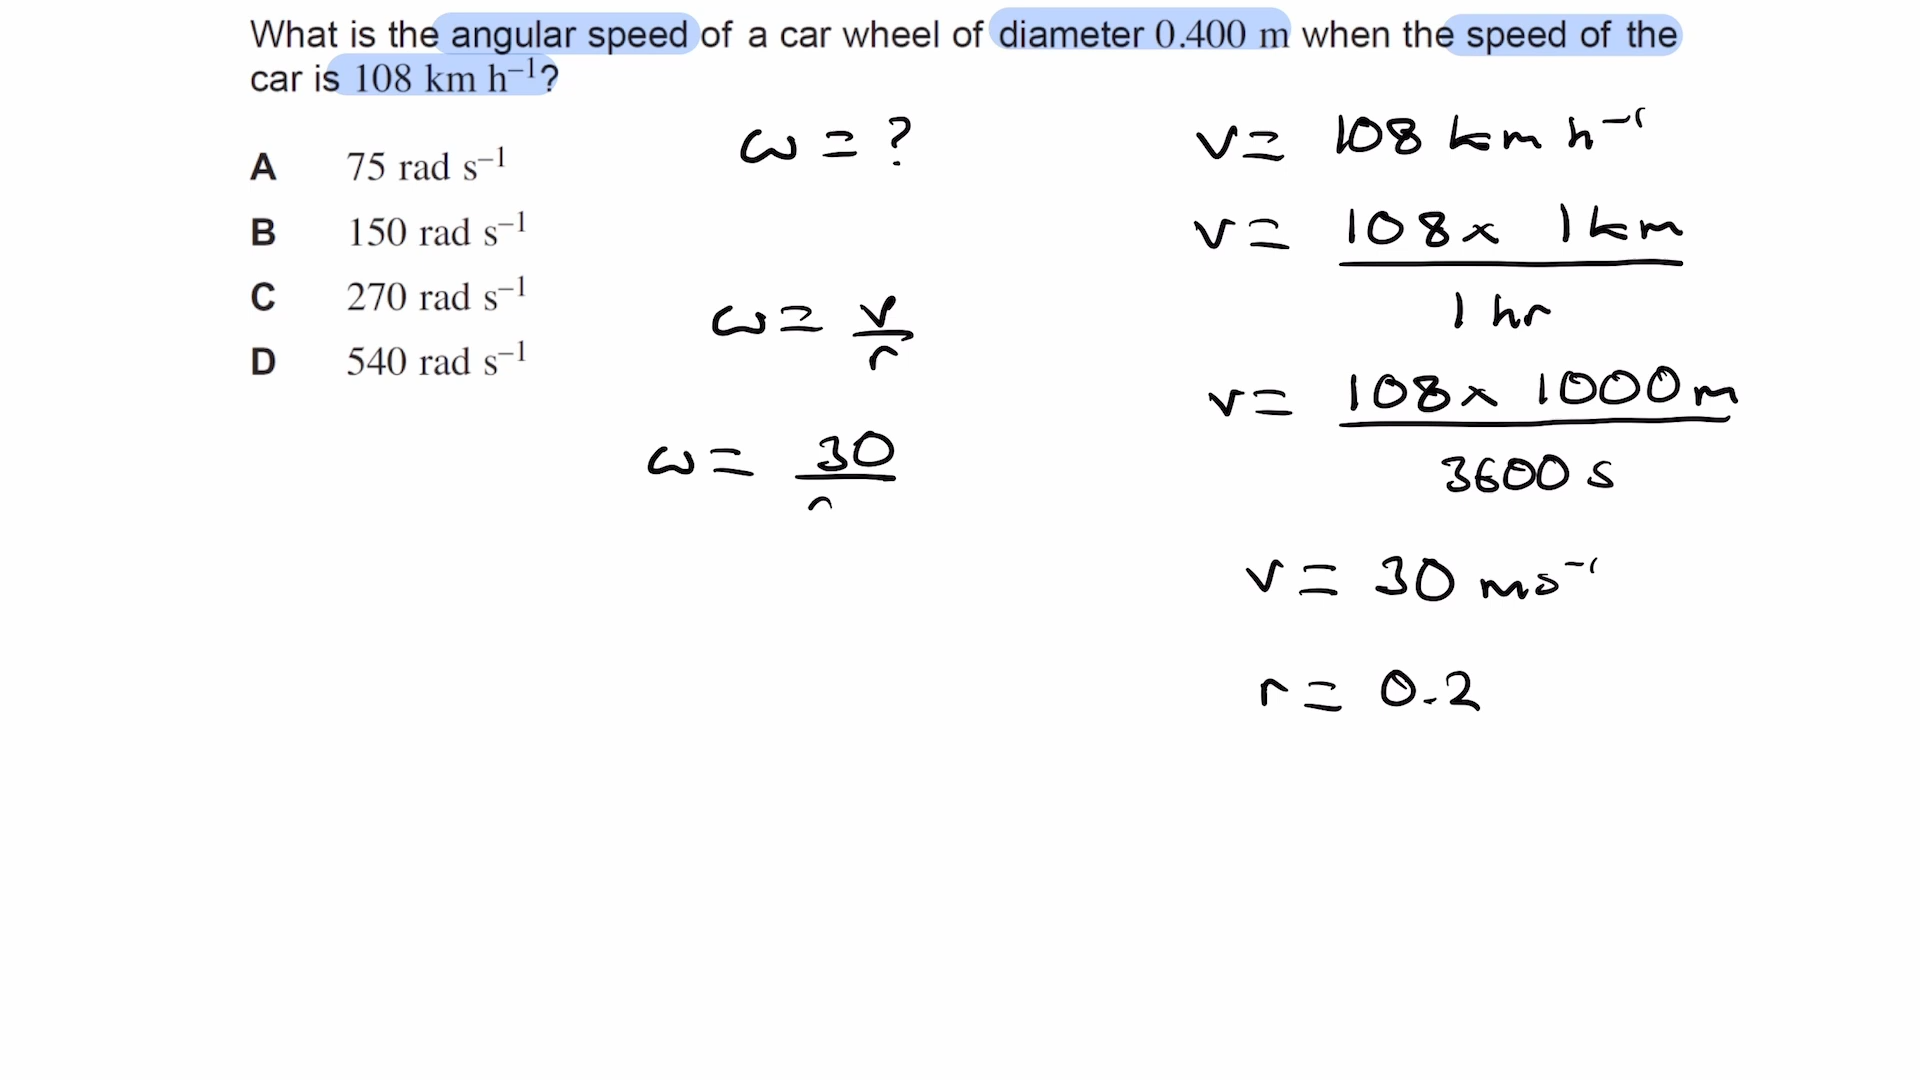 What is the angular speed of a car wheel of diameter 0.400 m when the speed of the
car is 108 km h⁻¹?
A 75 rad s⁻¹
B 150 rad s⁻¹
C 270 rad s⁻¹
D 540 rad s⁻¹
ω = ?
ω = v
r
ω = 30
v = 108 km h⁻¹
v = 108 × 1 km
1 hr
v = 108 × 1000 m
3600 s
v = 30 ms⁻¹
r = 0.2